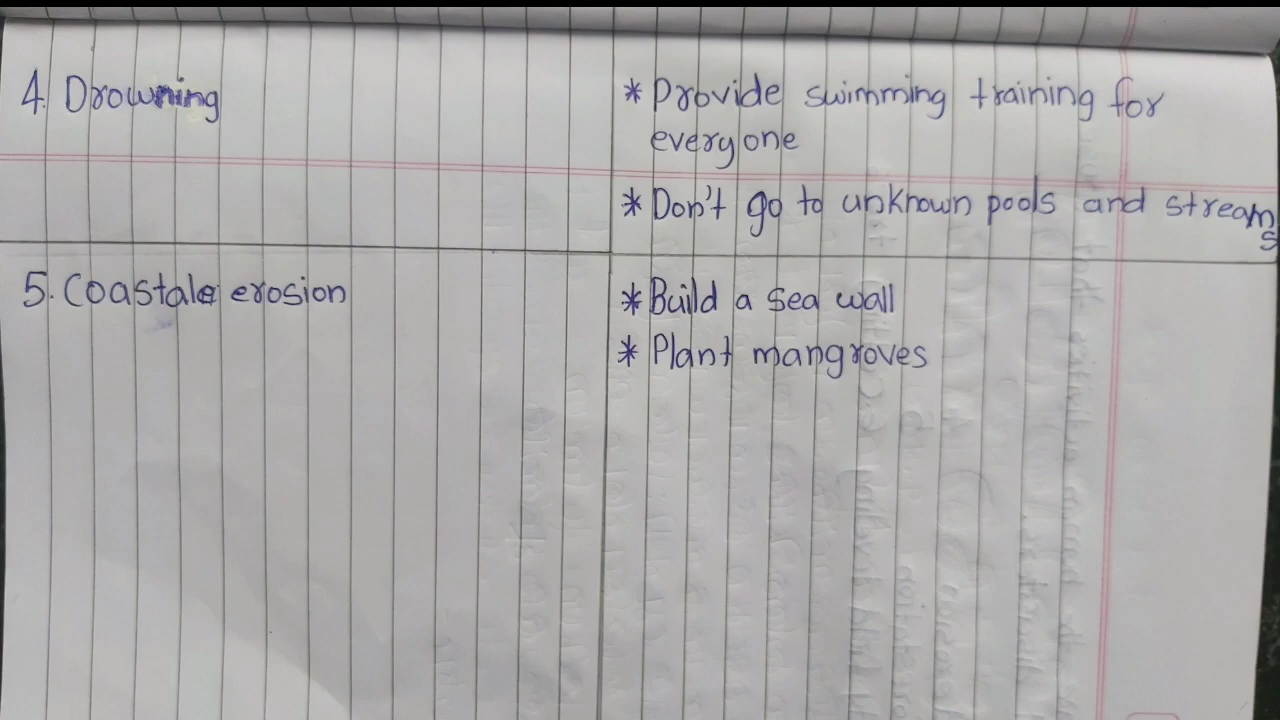 4. Drowning
* Provide swimming training for
everyone
* Don't go to unknown pools and streams
5. Coastale erosion
* Build a sea wall
* Plant mangroves